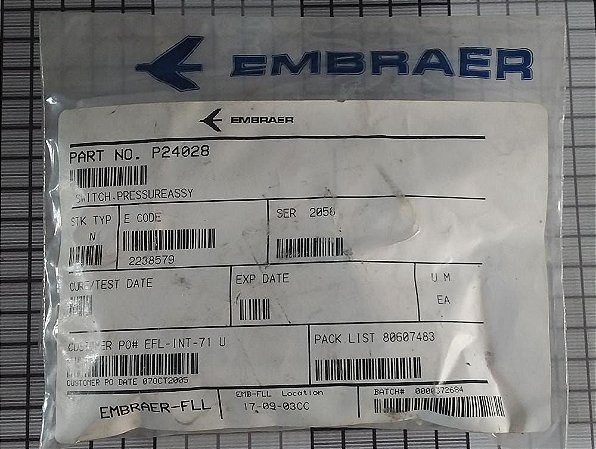 EMBRAER
EMBRAER
PART NO. P24028
SWITCH,PRESSUREASSY
STK TYP E CODE SER 2056
N
2238579
CURE/TEST DATE EXP DATE U M
EA
CUSTOMER PO# EFL-INT-71 U PACK LIST 80607483
CUSTOMER PO DATE 07OCT2005
EMBRAER-FLL EMB-FLL Location BATCH# 0000372684
17-09-03CC